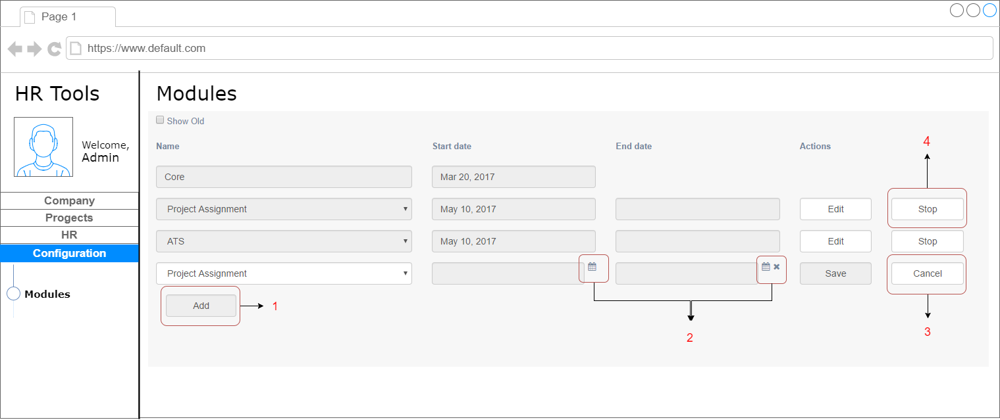 Page 1
https://www.default.com
HR Tools
Welcome,
Admin
Company
Progects
HR
Configuration
Modules
Modules
Show Old
Name Start date End date Actions 4
Core Mar 20, 2017
Project Assignment May 10, 2017 Edit Stop
ATS May 10, 2017 Edit Stop
Project Assignment Save Cancel
Add 1
2 3